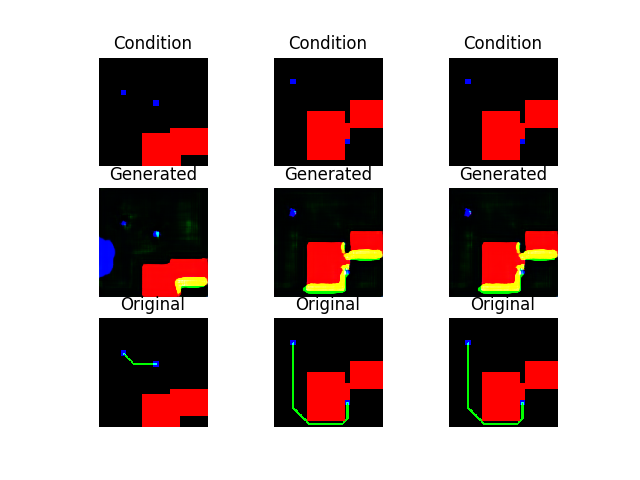 Condition Condition Condition
Generated Generated Generated
Original Original Original